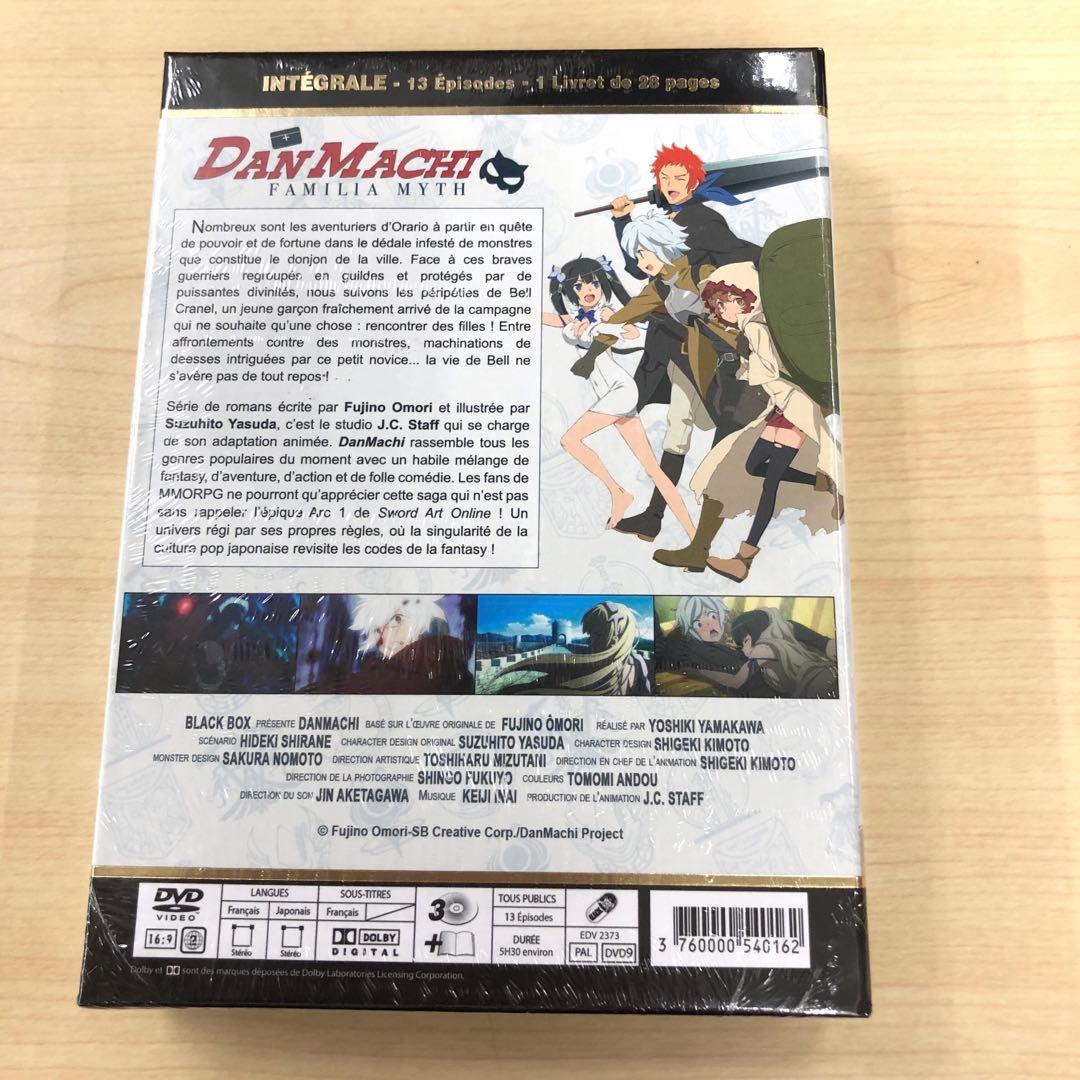 INTÉGRALE - 13 Épisodes - 1 Livret de 28 pages
DANMACHI
FAMILIA MYTH
Nombreux sont les aventuriers d'Orario à partir en quête
de pouvoir et de fortune dans le dédale infesté de monstres
que constitue le donjon de la ville. Face à ces braves
guerriers regroupés en guildes et protégés par de
puissantes divinités, nous suivons les péripéties de Bell
Cranel, un jeune garçon fraîchement arrivé de la campagne
qui ne souhaite qu'une chose : rencontrer des filles ! Entre
affrontements contre des monstres, machinations de
déesses intriguées par ce petit novice... la vie de Bell ne
s'avère pas de tout repos !
Série de romans écrite par Fujino Omori et illustrée par
Suzuhito Yasuda, c'est le studio J.C. Staff qui se charge
de son adaptation animée. DanMachi rassemble tous les
genres populaires du moment avec un habile mélange de
fantasy, d'aventure, d'action et de folle comédie. Les fans de
MMORPG ne pourront qu'apprécier cette saga qui n'est pas
sans rappeler l'épique Arc 1 de Sword Art Online ! Un
univers régi par ses propres règles, où la singularité de la
culture pop japonaise revisite les codes de la fantasy !
BLACK BOX PRÉSENTE DANMACHI BASÉ SUR L'ŒUVRE ORIGINALE DE FUJINO ÔMORI RÉALISÉ PAR YOSHIKI YAMAKAWA
SCÉNARIO HIDEKI SHIRANE CHARACTER DESIGN ORIGINAL SUZUHITO YASUDA CHARACTER DESIGN SHIGEKI KIMOTO
MONSTER DESIGN SAKURA NOMOTO DIRECTION ARTISTIQUE TOSHIHARU MIZUTANI DIRECTION EN CHEF DE L'ANIMATION SHIGEKI KIMOTO
DIRECTION DE LA PHOTOGRAPHIE SHINGO FUKUYO COULEURS TOMOMI ANDOU
DIRECTION DU SON JIN AKETAGAWA MUSIQUE KEIJI INAI PRODUCTION DE L'ANIMATION J.C. STAFF
© Fujino Omori-SB Creative Corp./DanMachi Project
DVD
VIDEO
16:9
2
LANGUES
Français Japonais
Stéréo Stéréo
SOUS-TITRES
Français
DOLBY
DIGITAL
3
+
TOUS PUBLICS
13 Épisodes
DURÉE
5H30 environ
BLACK BOX
EDV 2373
PAL DVD9
3 760000 540162
Dolby et DD sont des marques déposées de Dolby Laboratories Licensing Corporation.